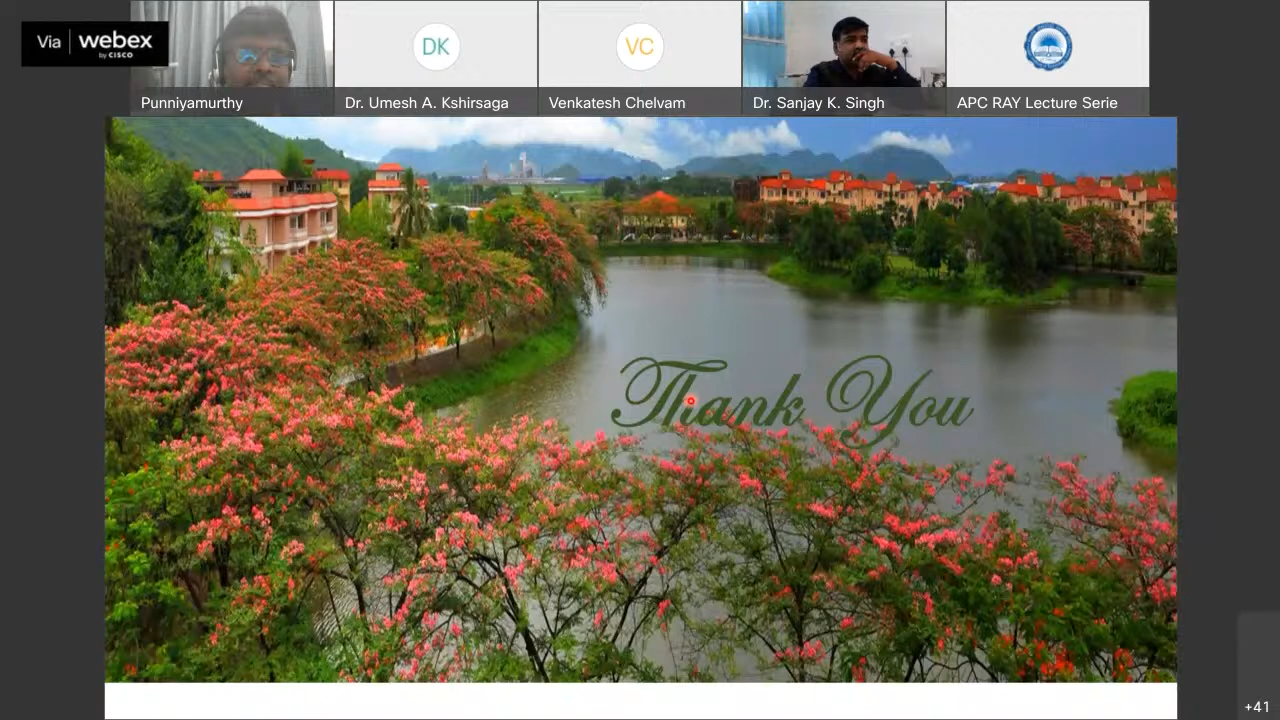 Via webex
by CISCO
Punniyamurthy
DK
Dr. Umesh A. Kshirsaga
VC
Venkatesh Chelvam
Dr. Sanjay K. Singh
APC RAY Lecture Serie
Thank You
+41